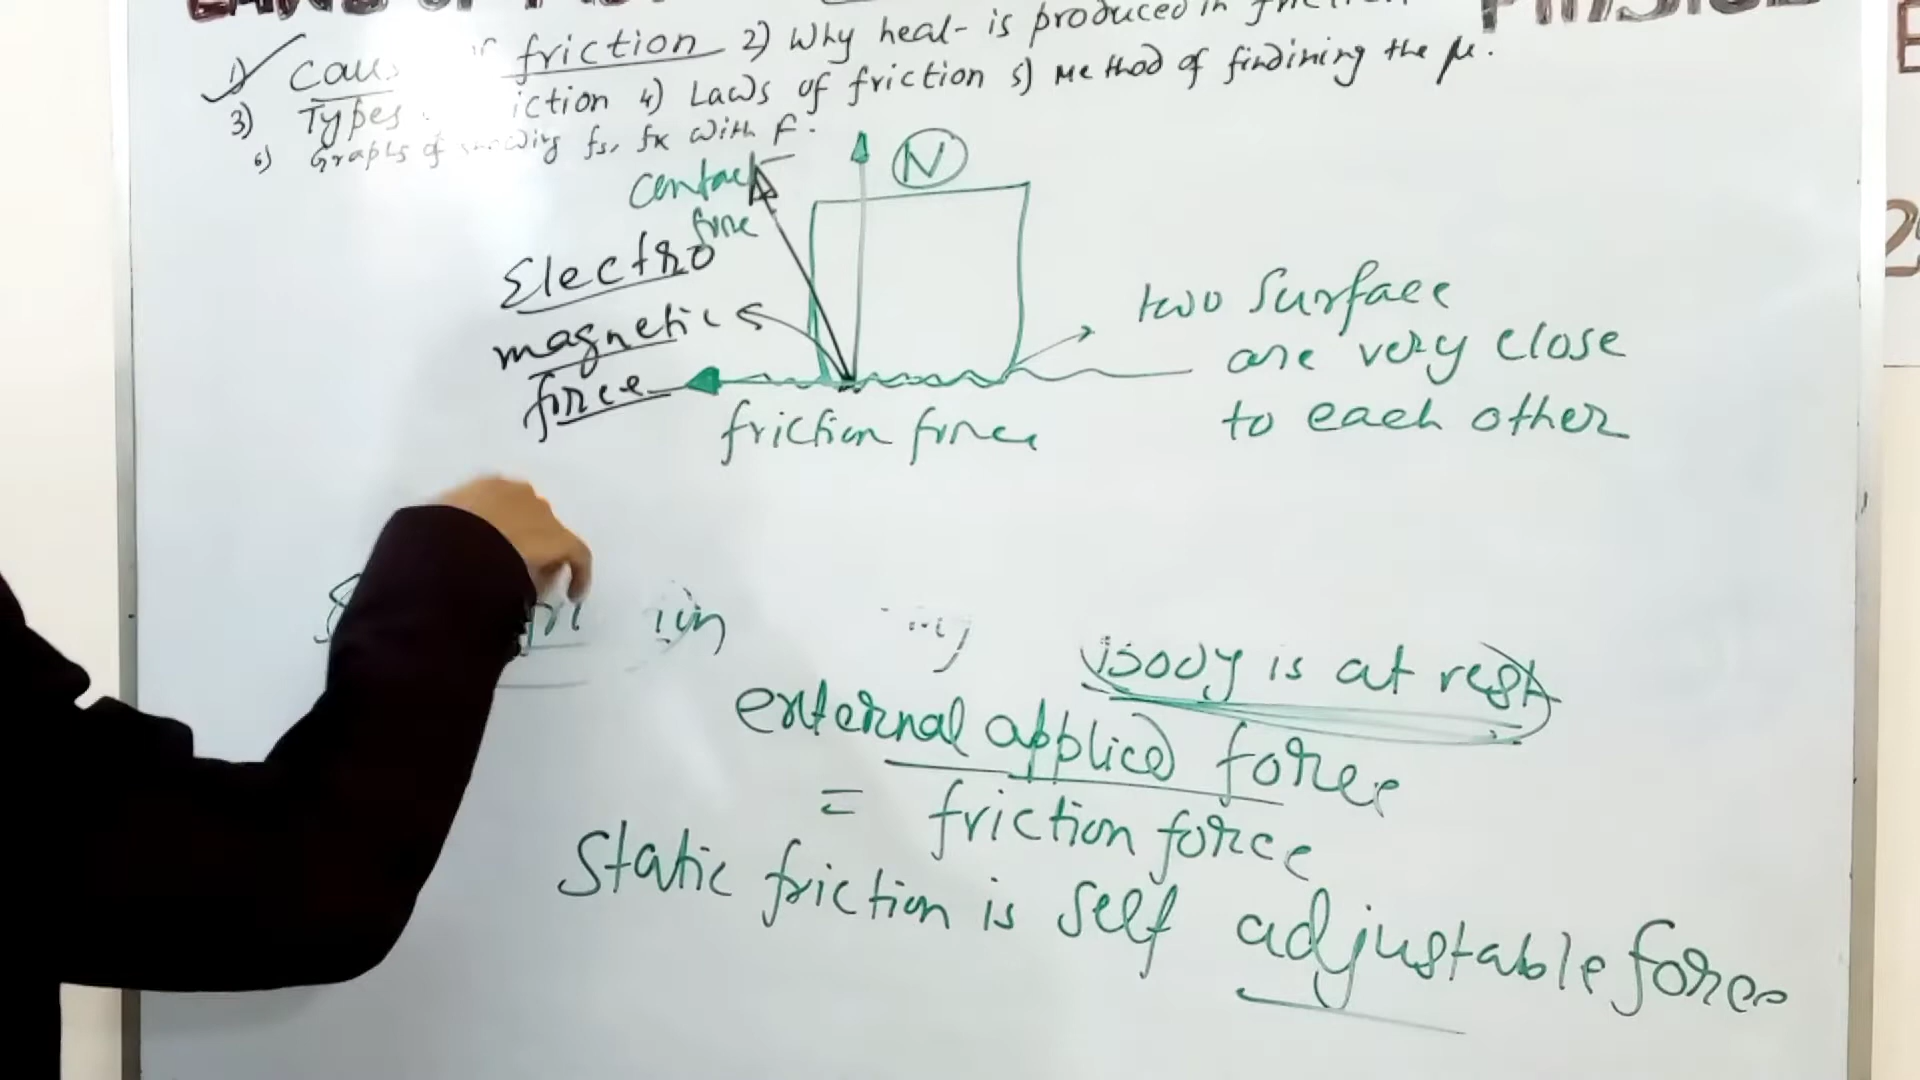 1) friction 2) Why heal- is produced in friction
3) Types iction 4) Laws of friction 5) Method of findining the μ.
6) Graphs of fs, fk with F.
N
contact
force
Electro
magnetic
force
two Surface
are very close
to each other
friction force
Body is at rest
external applied force
= friction force
Static friction is self adjustable force